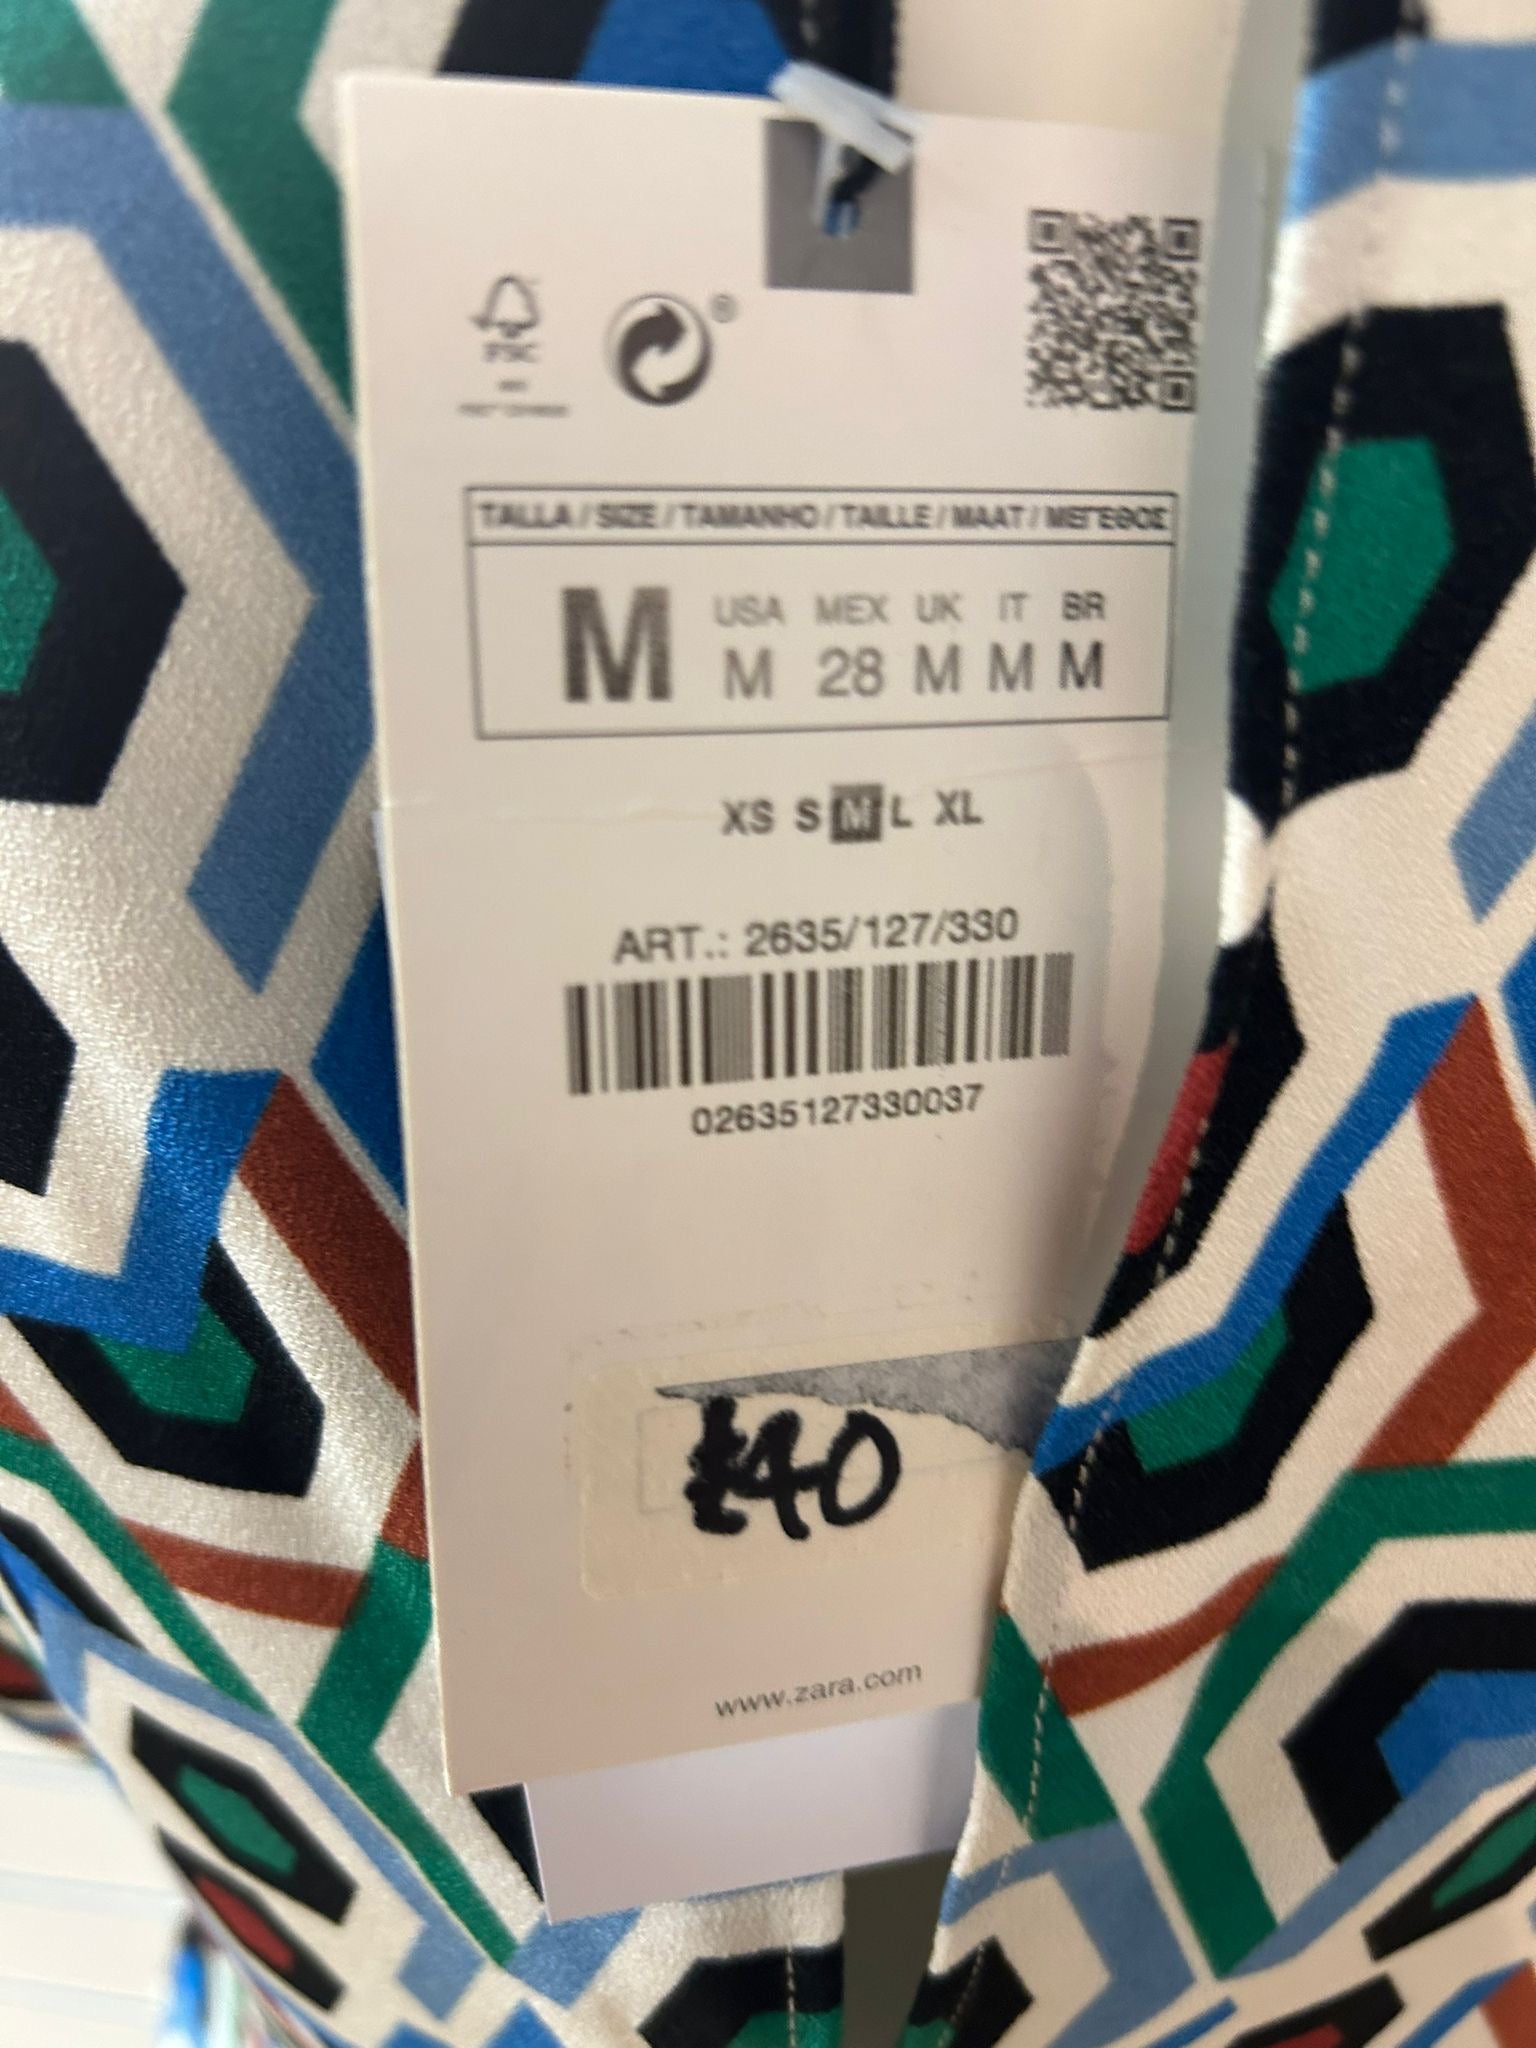 FSC
®
TALLA / SIZE / TAMANHO / TAILLE / MAAT / ΜΕΓΕΘΟΣ
M USA MEX UK IT BR
M 28 M M M
XS S M L XL
ART.: 2635/127/330
02635127330037
£40
www.zara.com